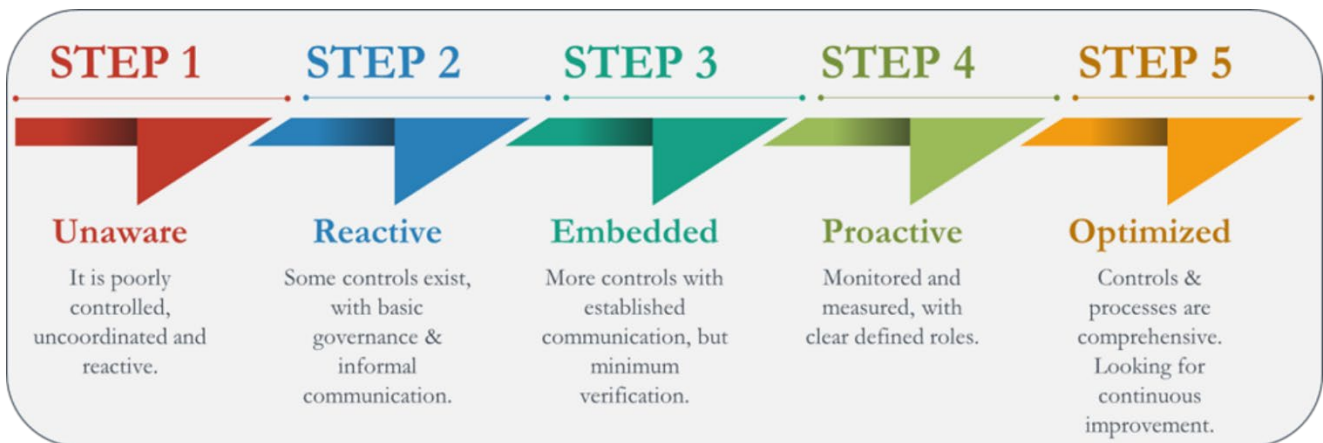 STEP 1
STEP 2
STEP 3
STEP 4
STEP 5
Unaware
It is poorly
controlled,
uncoordinated and
reactive.
Reactive
Some controls exist,
with basic
governance &
informal
communication.
Embedded
More controls with
established
communication, but
minimum
verification.
Proactive
Monitored and
measured, with
clear defined roles.
Optimized
Controls &
processes are
comprehensive.
Looking for
continuous
improvement.